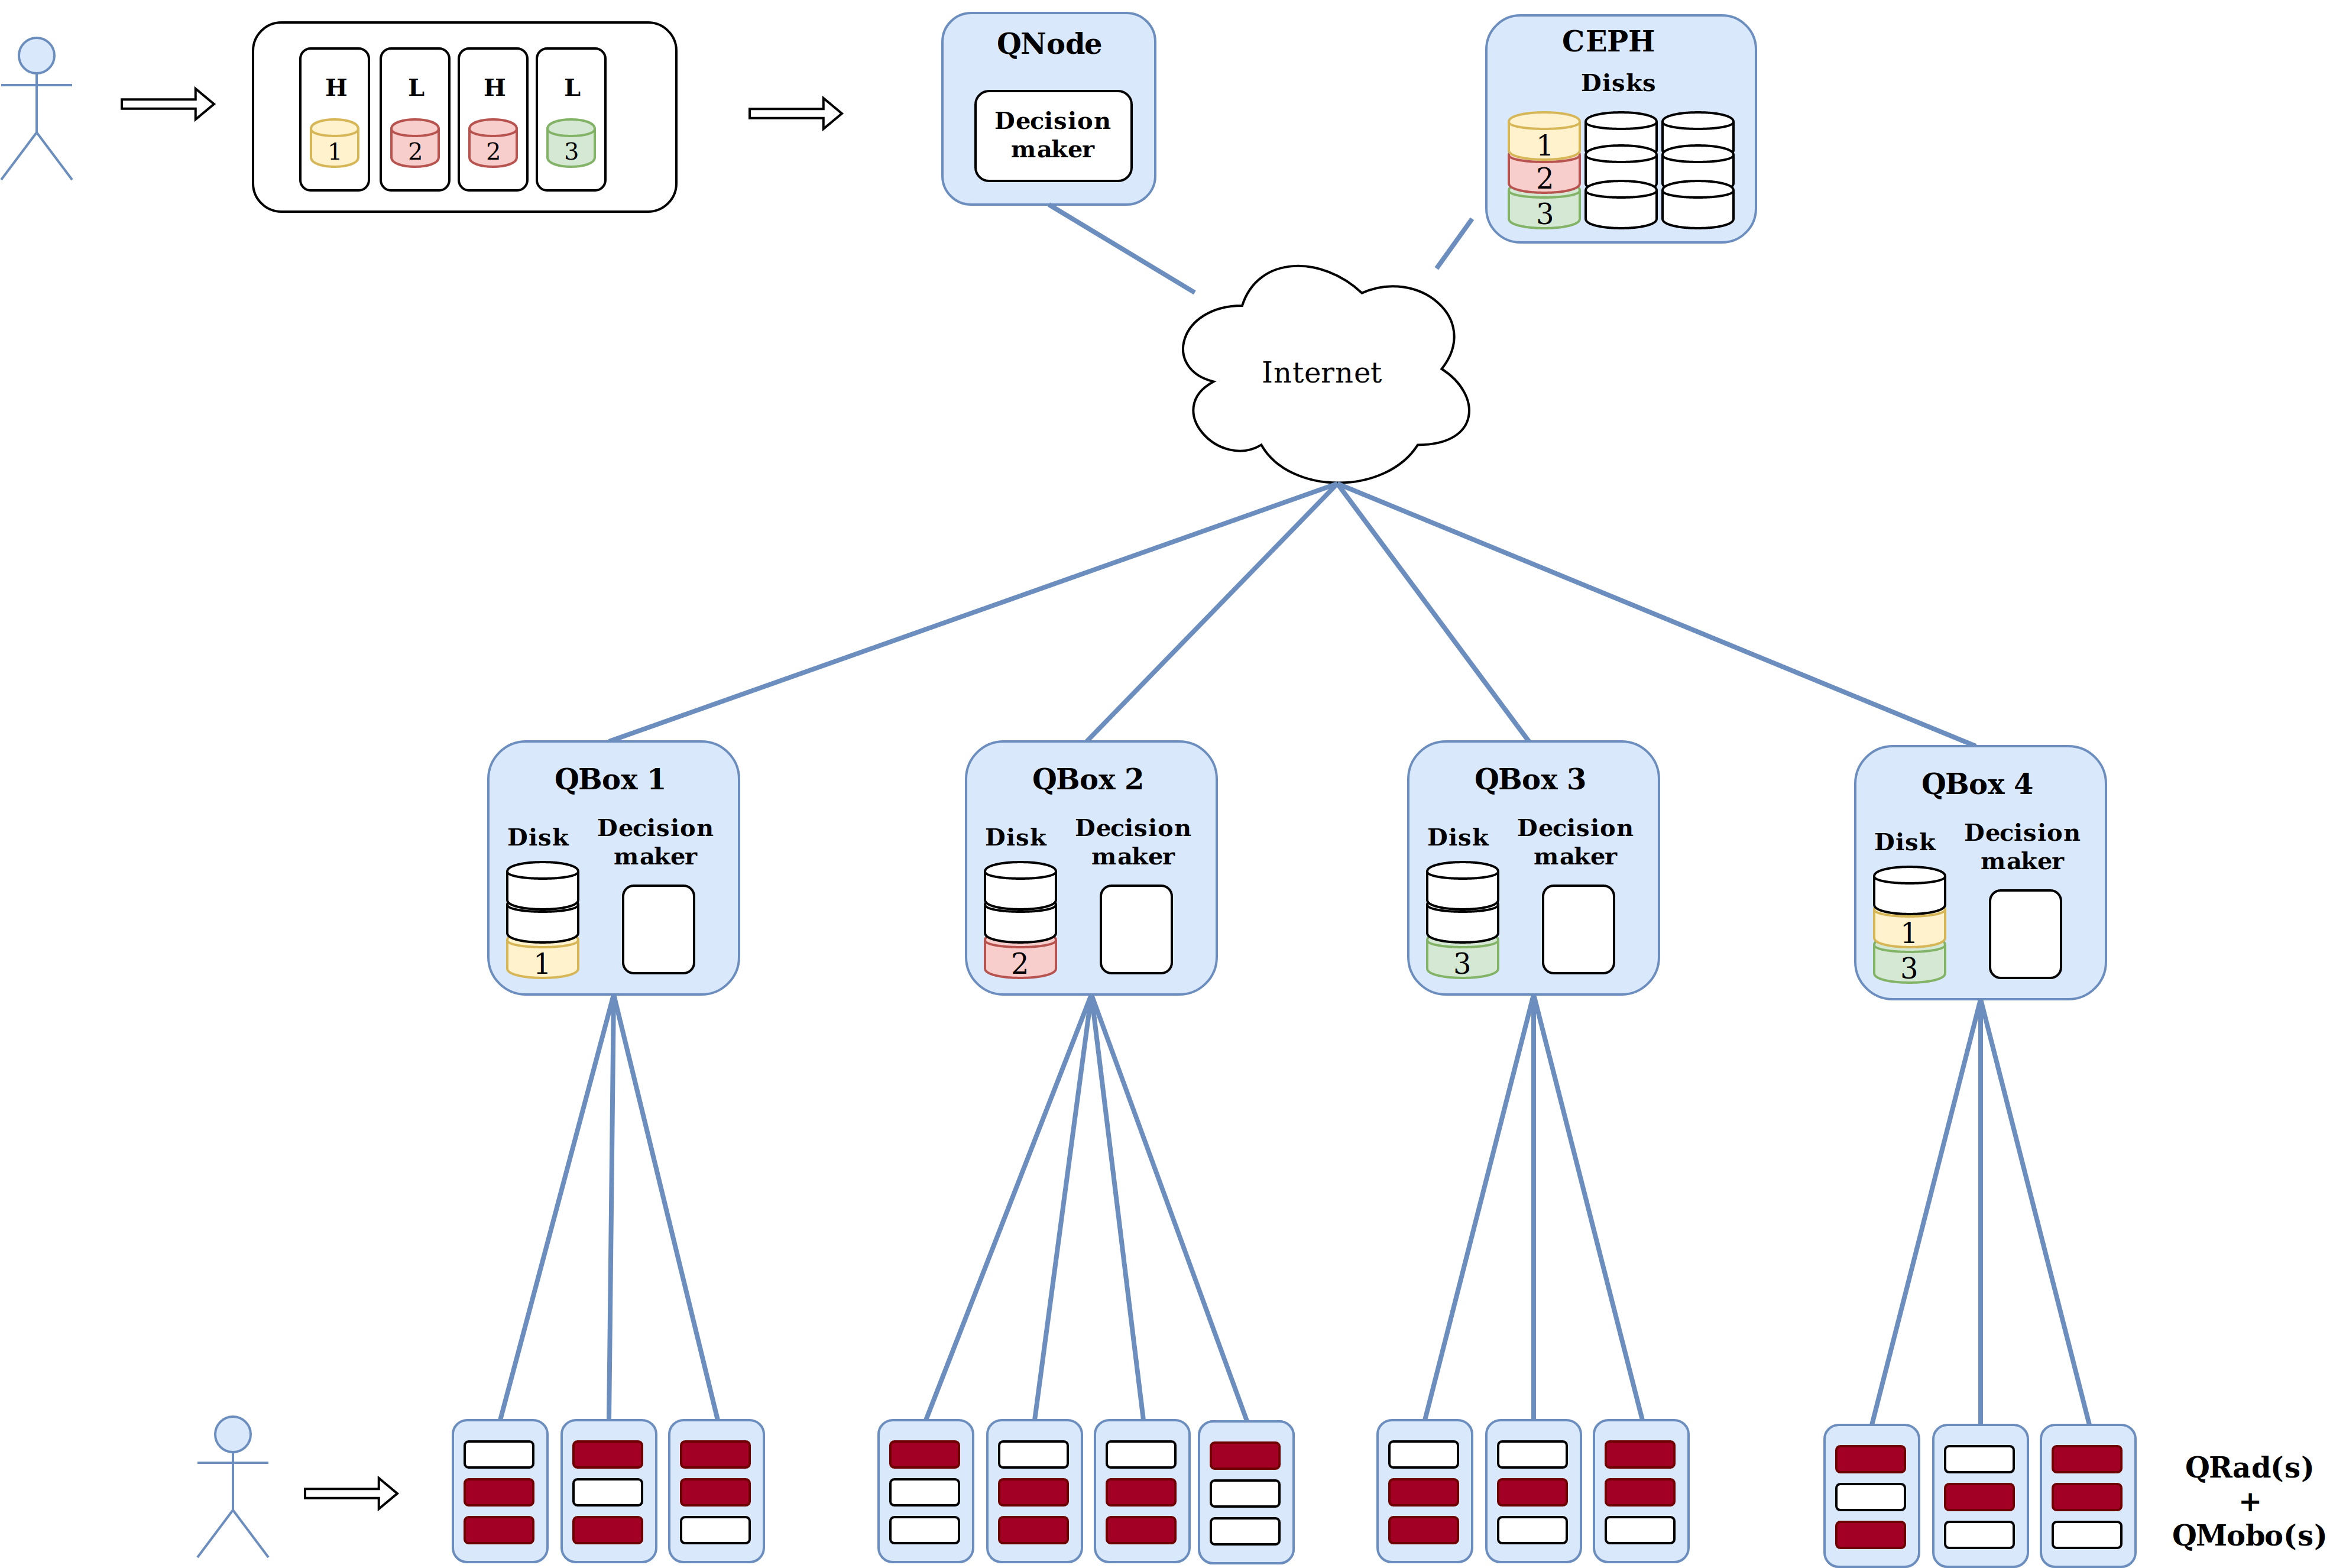 H L H L
1 2 2 3
QNode
Decision
maker
CEPH
Disks
1
2
3
Internet
QBox 1
Disk
Decision
maker
1
QBox 2
Disk
Decision
maker
2
QBox 3
Disk
Decision
maker
3
QBox 4
Disk
Decision
maker
1
3
QRad(s)
+
QMobo(s)